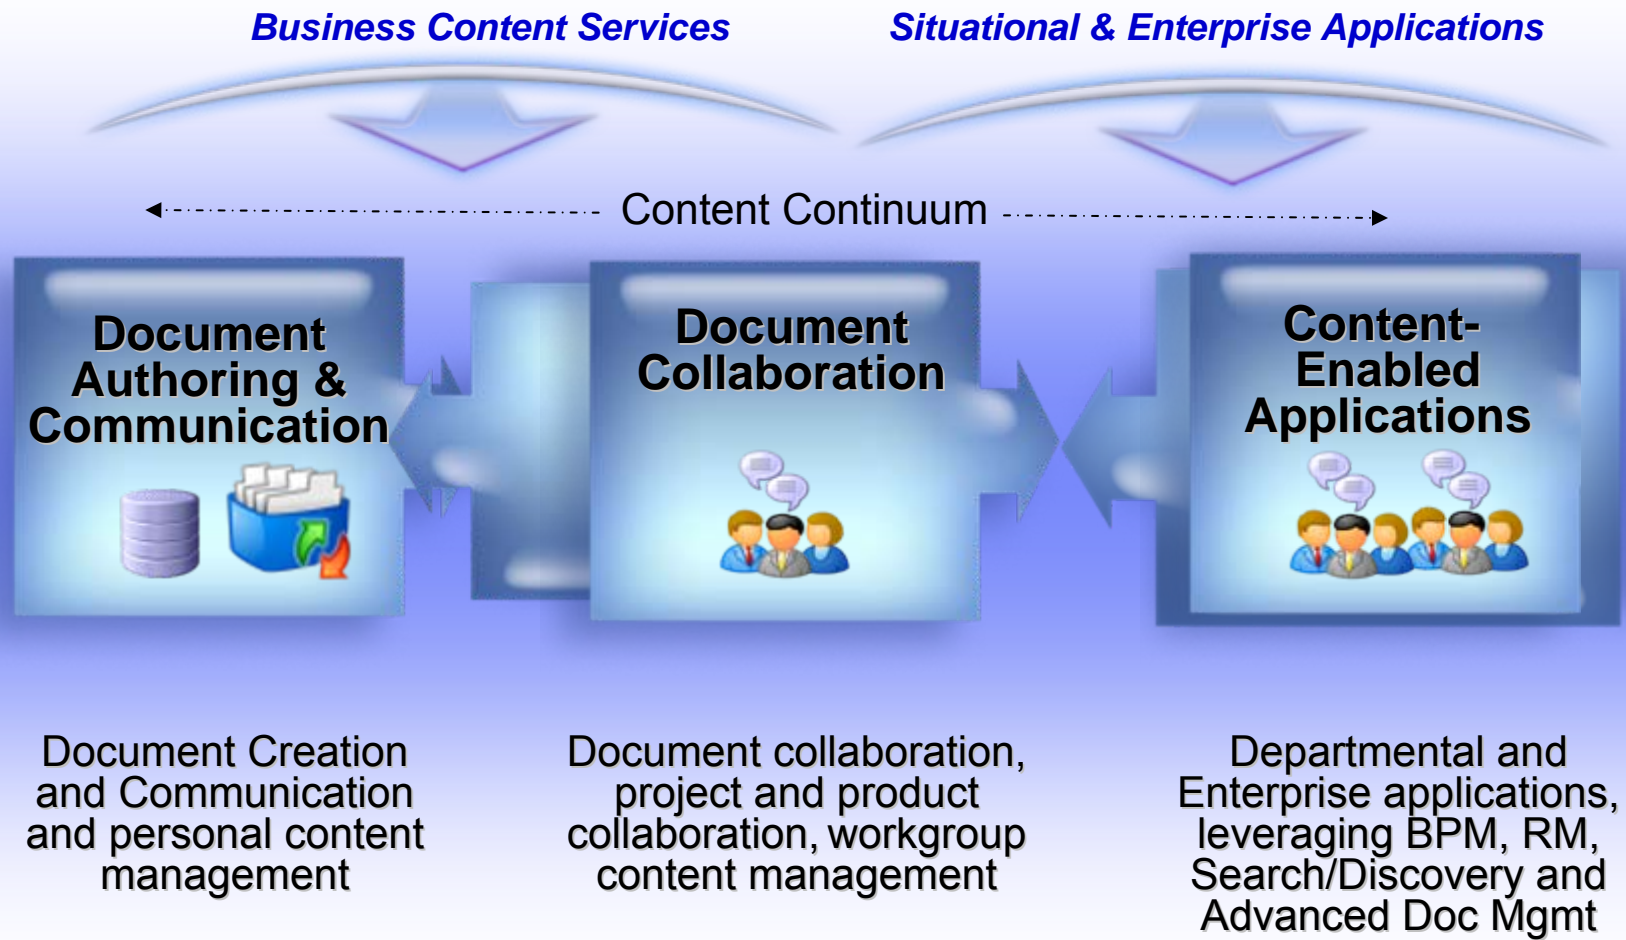 Business Content Services
Situational & Enterprise Applications
Content Continuum
Document
Authoring &
Communication
Document
Collaboration
Content-
Enabled
Applications
Document Creation
and Communication
and personal content
management
Document collaboration,
project and product
collaboration, workgroup
content management
Departmental and
Enterprise applications,
leveraging BPM, RM,
Search/Discovery and
Advanced Doc Mgmt